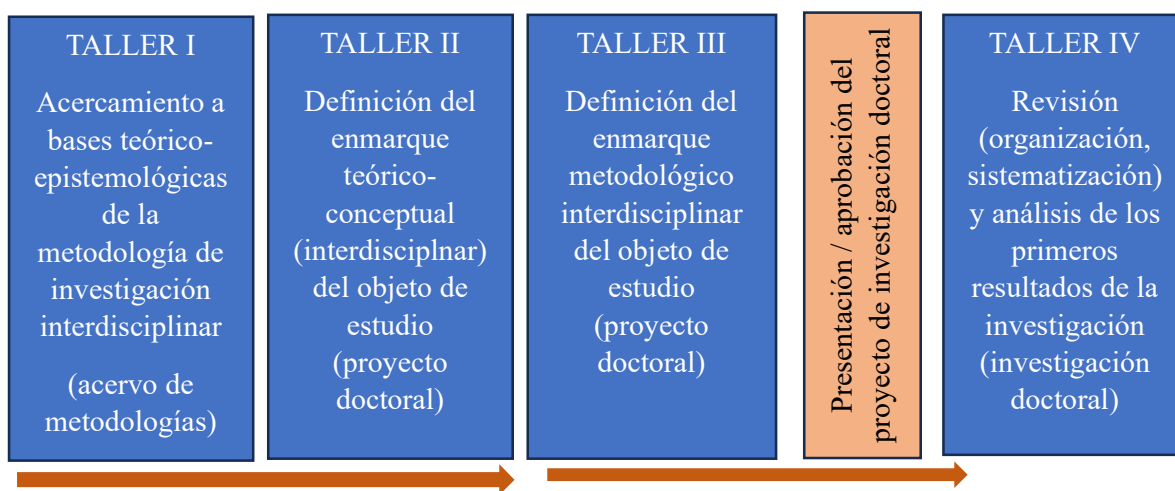 TALLER I
Acercamiento a
bases teórico-
epistemológicas
de la
metodología de
investigación
interdisciplinar
(acervo de
metodologías)
TALLER II
Definición del
enmarque
teórico-
conceptual
(interdisciplnar)
del objeto de
estudio
(proyecto
doctoral)
TALLER III
Definición del
enmarque
metodológico
interdisciplinar
del objeto de
estudio
(proyecto
doctoral)
Presentación / aprobación del
proyecto de investigación doctoral
TALLER IV
Revisión
(organización,
sistematización)
y análisis de los
primeros
resultados de la
investigación
(investigación
doctoral)